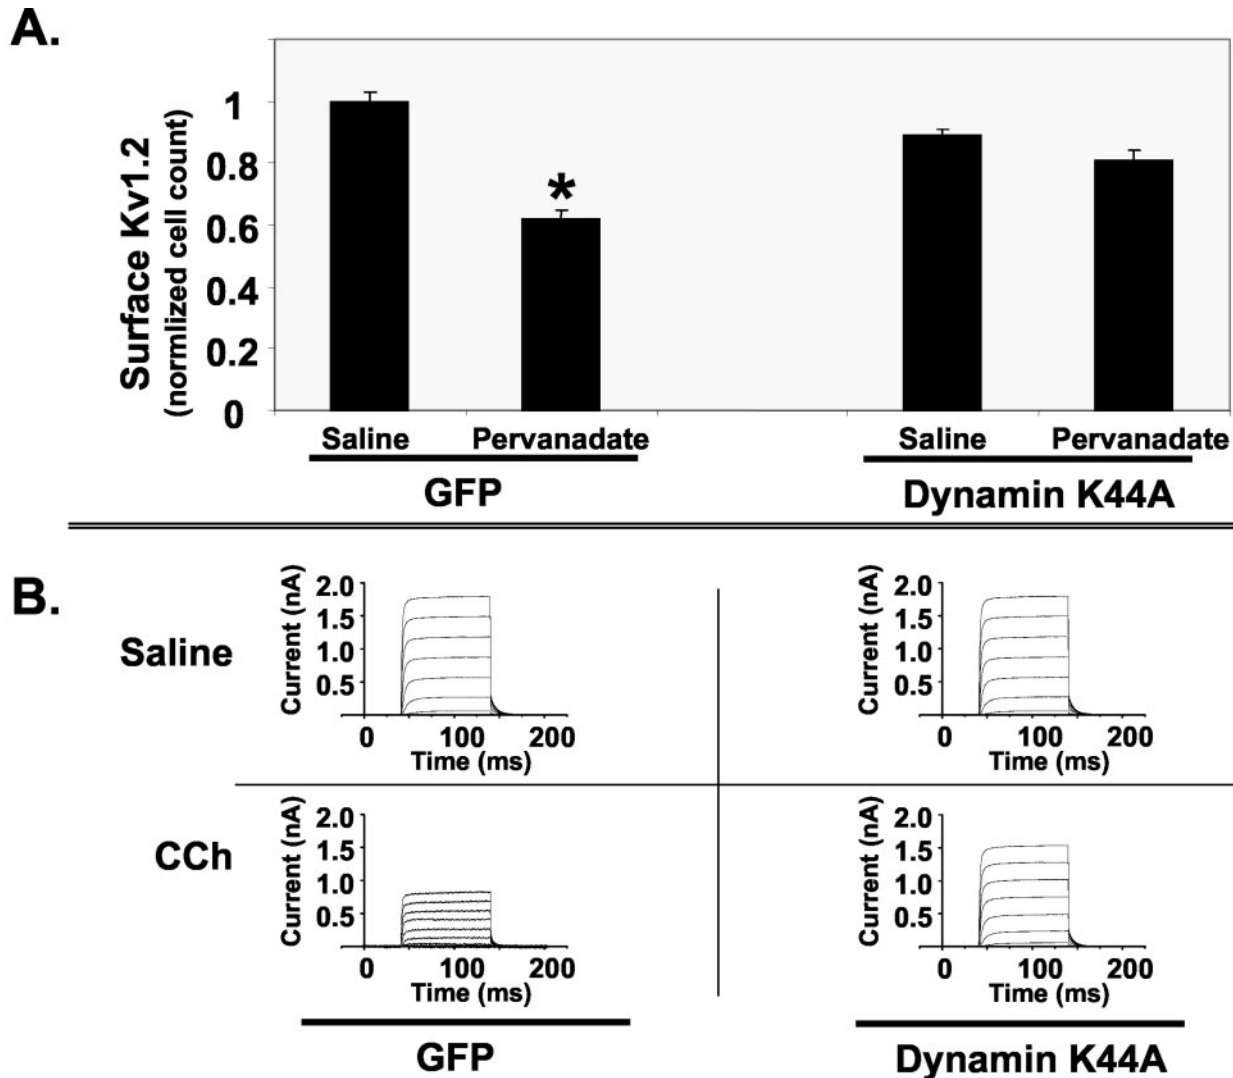 A.
Surface Kv1.2
(normlized cell count)
1
0.8
0.6
0.4
0.2
0
*
Saline
Pervanadate
Saline
Pervanadate
GFP
Dynamin K44A
B.
Saline
Current (nA)
2.0
1.5
1.0
0.5
0
100
200
Time (ms)
Current (nA)
2.0
1.5
1.0
0.5
0
100
200
Time (ms)
CCh
Current (nA)
2.0
1.5
1.0
0.5
0
100
200
Time (ms)
Current (nA)
2.0
1.5
1.0
0.5
0
100
200
Time (ms)
GFP
Dynamin K44A